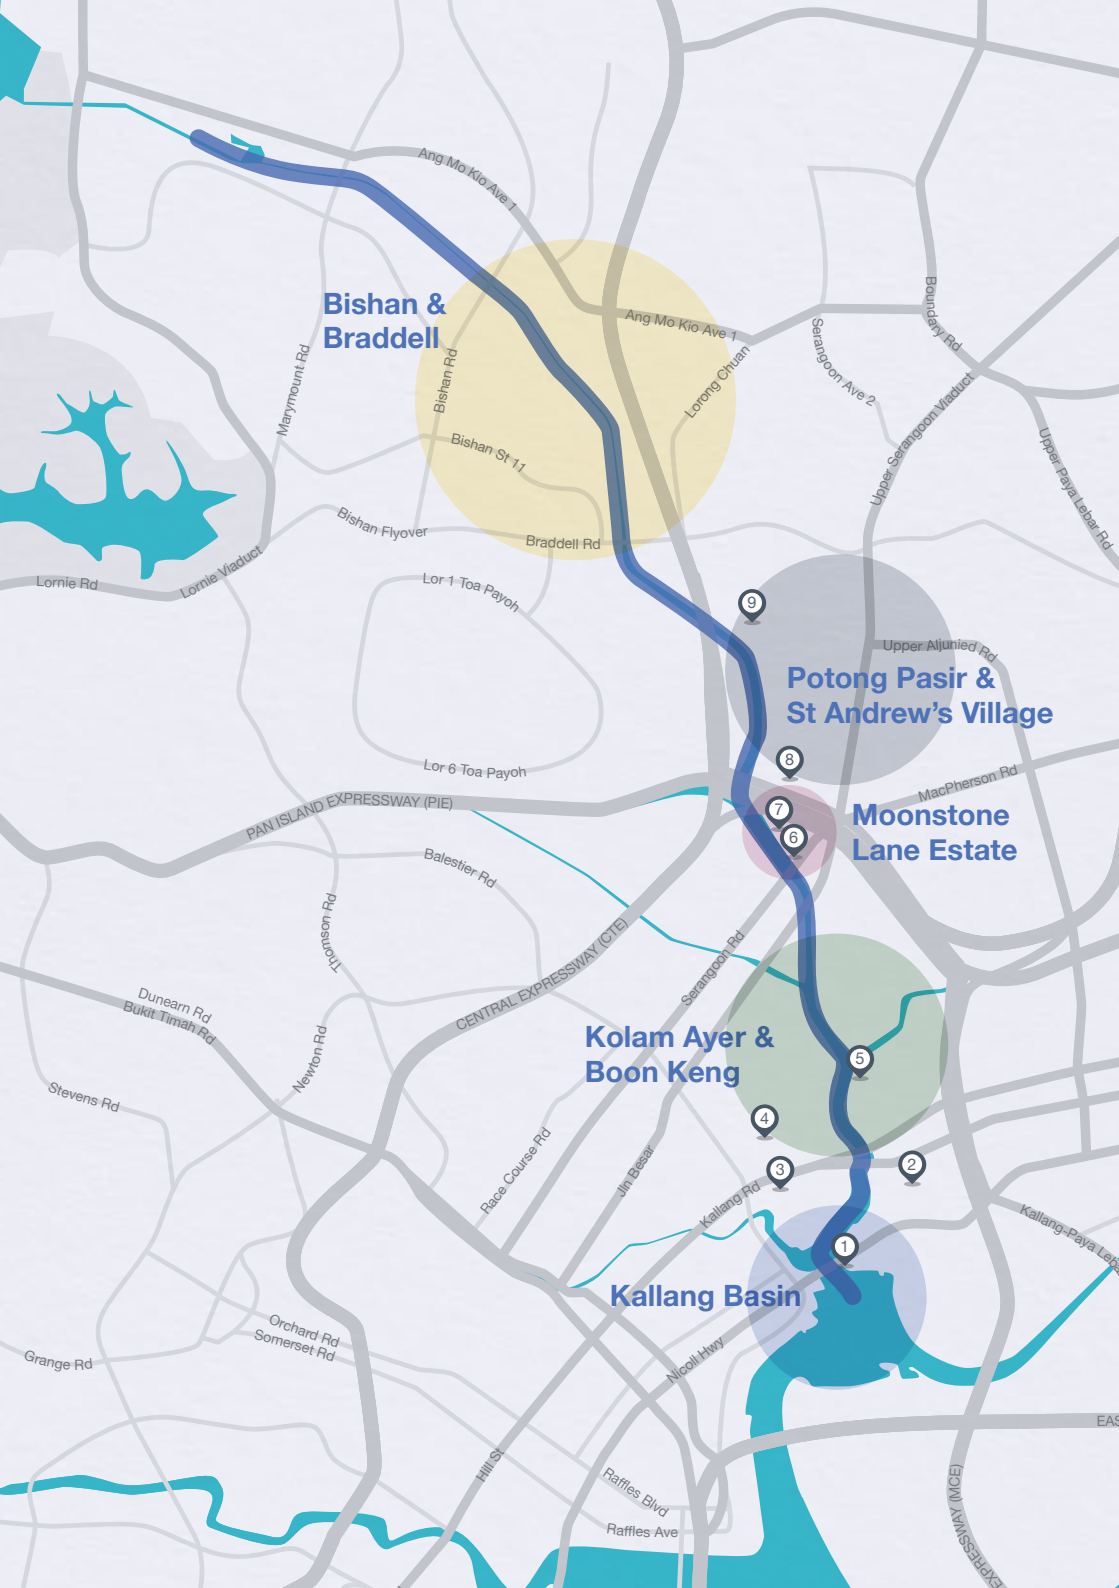 Ang Mo Kio Ave 1
Bishan &
Braddell
Ang Mo Kio Ave 1
Boundary Rd
Serangoon Ave 2
Lorong Chuan
Marymount Rd
Bishan Rd
Bishan St 11
Upper Serangoon Viaduct
Upper Paya Lebar Rd
Bishan Flyover
Braddell Rd
Lornie Rd
Lornie Viaduct
Lor 1 Toa Payoh
9
Upper Aljunied Rd
Potong Pasir &
St Andrew's Village
8
Lor 6 Toa Payoh
MacPherson Rd
PAN ISLAND EXPRESSWAY (PIE)
7
6
Moonstone
Lane Estate
Balestier Rd
Thomson Rd
CENTRAL EXPRESSWAY (CTE)
Serangoon Rd
Dunearn Rd
Bukit Timah Rd
Kolam Ayer &
Boon Keng
5
Newton Rd
Stevens Rd
4
Race Course Rd
Jln Besar
3
2
Kallang Rd
Kallang-Paya Leba
1
Kallang Basin
Orchard Rd
Somerset Rd
Grange Rd
Nicoll Hwy
EAS
Hill St
Raffles Blvd
Raffles Ave
EXPRESSWAY (MCE)